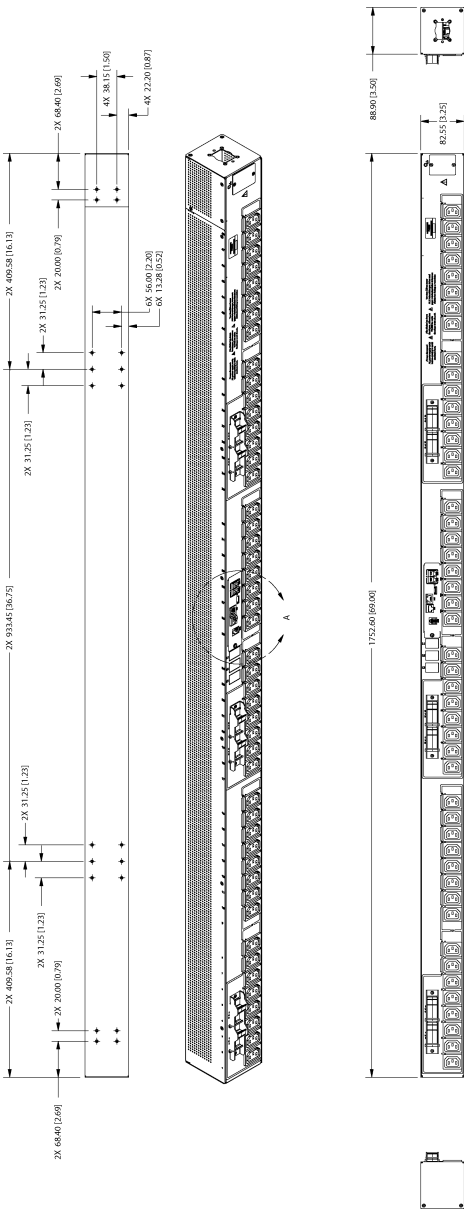 2X 68.40 [2.69]
4X 38.15 [1.50]
4X 22.20 [0.87]
2X 409.58 [16.13]
2X 20.00 [0.79]
2X 31.25 [1.23]
6X 56.00 [2.20]
6X 13.28 [0.52]
2X 31.25 [1.23]
2X 933.45 [36.75]
2X 31.25 [1.23]
2X 31.25 [1.23]
2X 409.58 [16.13]
2X 20.00 [0.79]
2X 68.40 [2.69]
A
88.90 [3.50]
82.55 [3.25]
1752.60 [69.00]